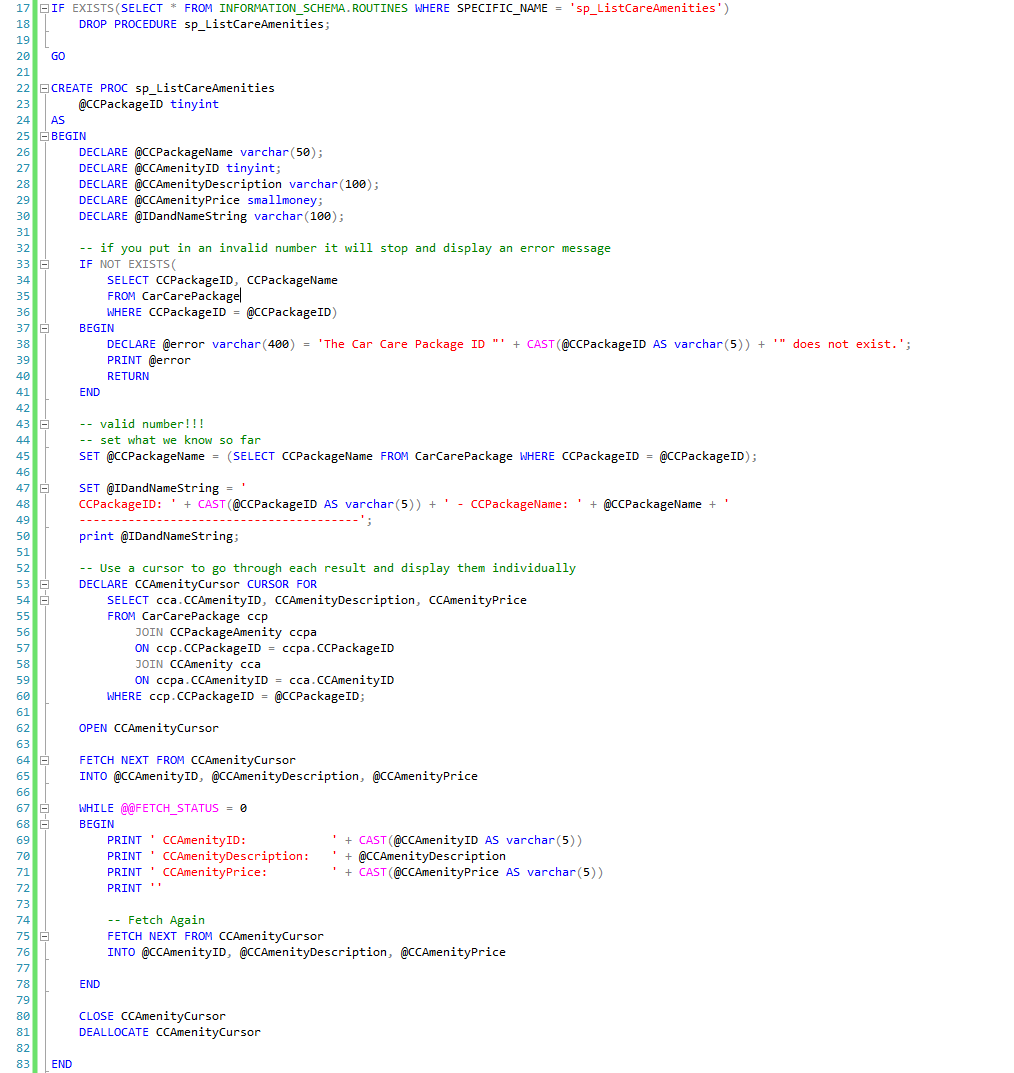 17 IF EXISTS(SELECT * FROM INFORMATION_SCHEMA.ROUTINES WHERE SPECIFIC_NAME = 'sp_ListCareAmenities')
18 DROP PROCEDURE sp_ListCareAmenities;
19
20 GO
21
22 CREATE PROC sp_ListCareAmenities
23 @CCPackageID tinyint
24 AS
25 BEGIN
26 DECLARE @CCPackageName varchar(50);
27 DECLARE @CCAmenityID tinyint;
28 DECLARE @CCAmenityDescription varchar(100);
29 DECLARE @CCAmenityPrice smallmoney;
30 DECLARE @IDandNameString varchar(100);
31
32 -- if you put in an invalid number it will stop and display an error message
33 IF NOT EXISTS(
34 SELECT CCPackageID, CCPackageName
35 FROM CarCarePackage
36 WHERE CCPackageID = @CCPackageID)
37 BEGIN
38 DECLARE @error varchar(400) = 'The Car Care Package ID "' + CAST(@CCPackageID AS varchar(5)) + '" does not exist.';
39 PRINT @error
40 RETURN
41 END
42
43 -- valid number!!!
44 -- set what we know so far
45 SET @CCPackageName = (SELECT CCPackageName FROM CarCarePackage WHERE CCPackageID = @CCPackageID);
46
47 SET @IDandNameString = '
48 CCPackageID: ' + CAST(@CCPackageID AS varchar(5)) + ' - CCPackageName: ' + @CCPackageName + '
49 ----------------------------------------';
50 print @IDandNameString;
51
52 -- Use a cursor to go through each result and display them individually
53 DECLARE CCAmenityCursor CURSOR FOR
54 SELECT cca.CCAmenityID, CCAmenityDescription, CCAmenityPrice
55 FROM CarCarePackage ccp
56 JOIN CCPackageAmenity ccpa
57 ON ccp.CCPackageID = ccpa.CCPackageID
58 JOIN CCAmenity cca
59 ON ccpa.CCAmenityID = cca.CCAmenityID
60 WHERE ccp.CCPackageID = @CCPackageID;
61
62 OPEN CCAmenityCursor
63
64 FETCH NEXT FROM CCAmenityCursor
65 INTO @CCAmenityID, @CCAmenityDescription, @CCAmenityPrice
66
67 WHILE @@FETCH_STATUS = 0
68 BEGIN
69 PRINT ' CCAmenityID:            ' + CAST(@CCAmenityID AS varchar(5))
70 PRINT ' CCAmenityDescription:   ' + @CCAmenityDescription
71 PRINT ' CCAmenityPrice:         ' + CAST(@CCAmenityPrice AS varchar(5))
72 PRINT ''
73
74 -- Fetch Again
75 FETCH NEXT FROM CCAmenityCursor
76 INTO @CCAmenityID, @CCAmenityDescription, @CCAmenityPrice
77
78 END
79
80 CLOSE CCAmenityCursor
81 DEALLOCATE CCAmenityCursor
82
83 END